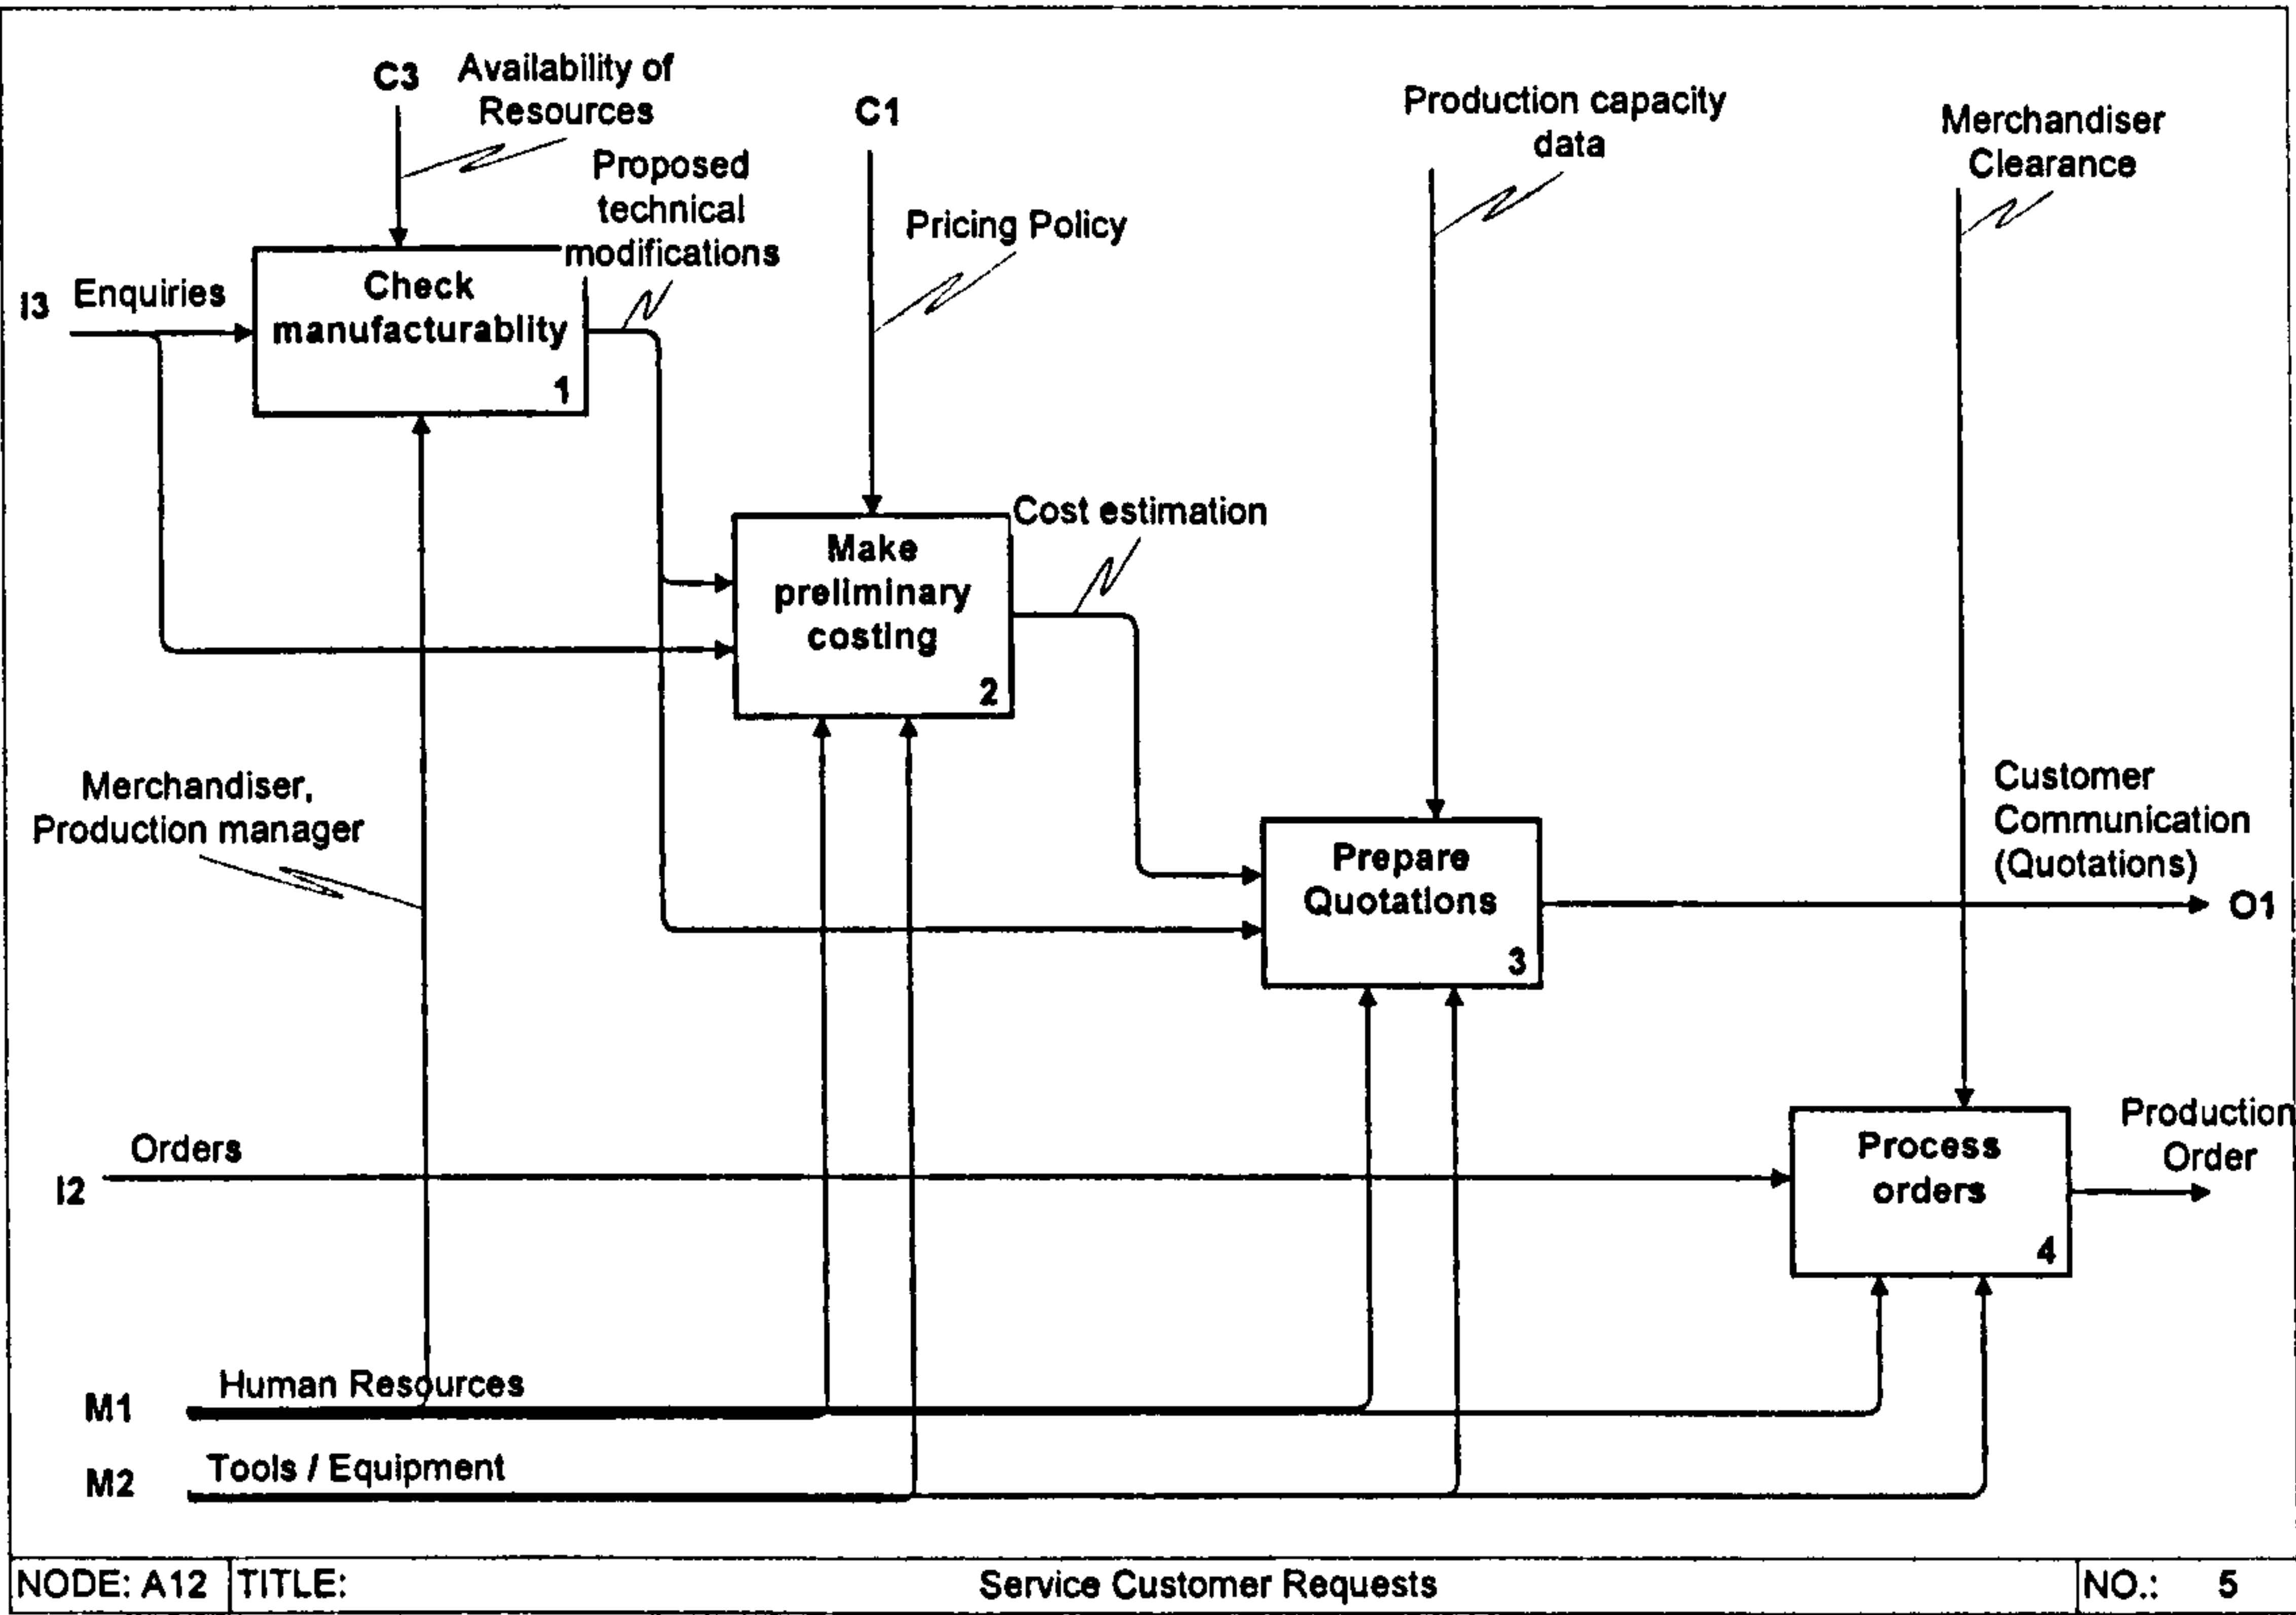 C3
Availability of
Resources
C1
Production capacity
data
Merchandiser
Clearance
Proposed
technical
modifications
Pricing Policy
I3
Enquiries
Check
manufacturablity
1
Cost estimation
Make
preliminary
costing
2
Merchandiser,
Production manager
Customer
Communication
(Quotations)
Prepare
Quotations
3
O1
Orders
I2
Process
orders
4
Production
Order
Human Resources
M1
Tools / Equipment
M2
NODE: A12
TITLE:
Service Customer Requests
NO.: 5